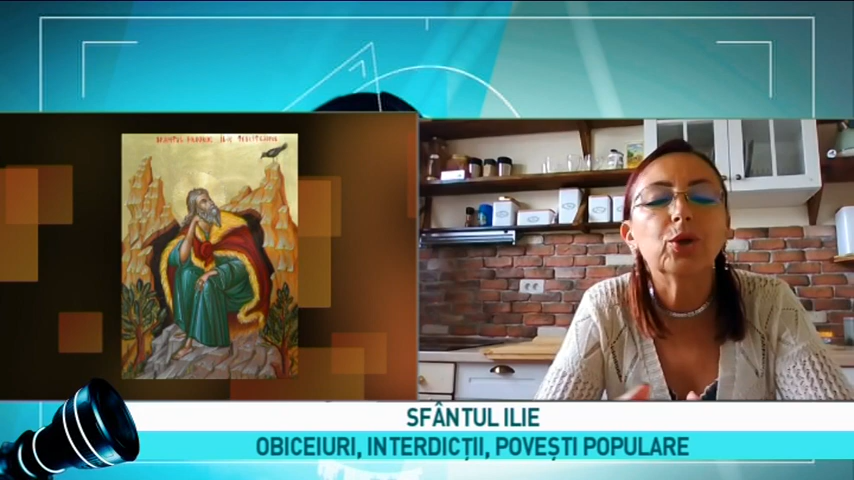 SFÂNTUL ILIE
OBICEIURI, INTERDICȚII, POVEȘTI POPULARE